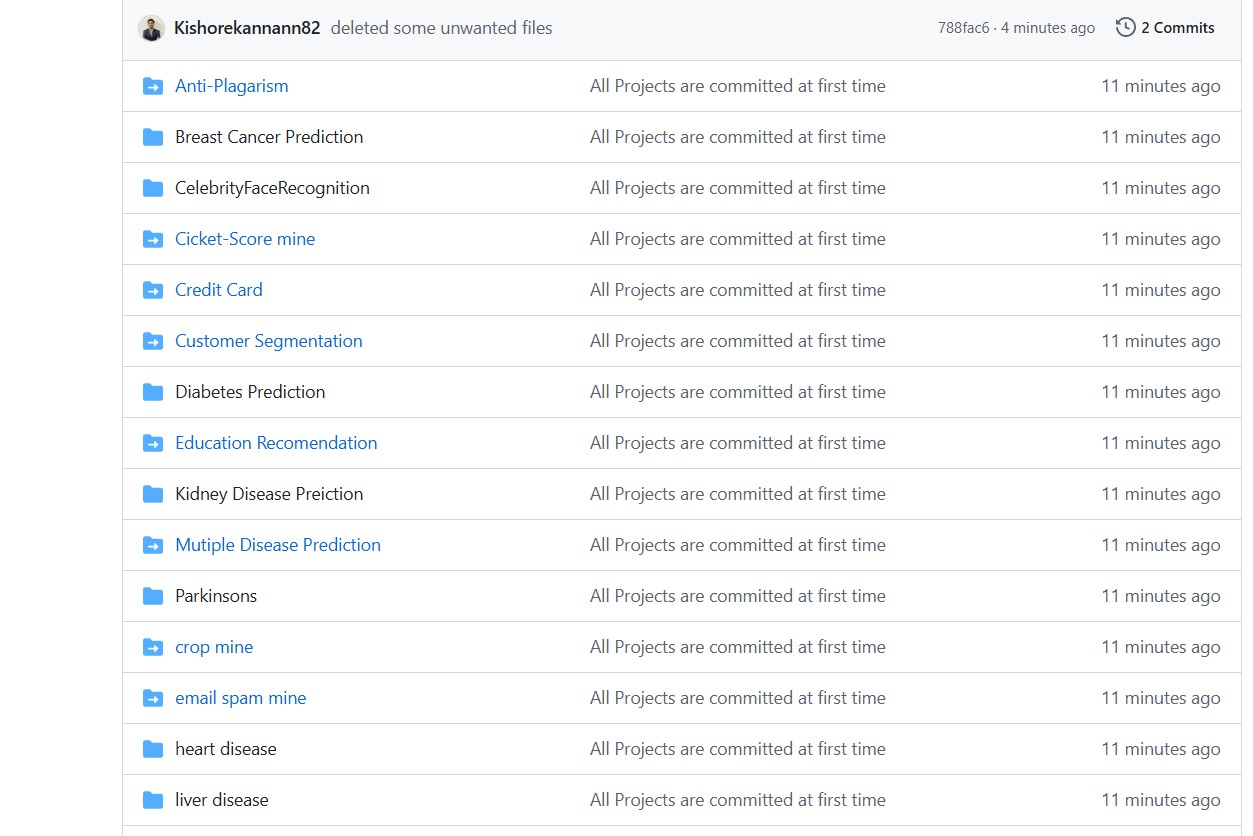 Kishorekannann82 deleted some unwanted files 788fac6 · 4 minutes ago 2 Commits
Anti-Plagarism All Projects are committed at first time 11 minutes ago
Breast Cancer Prediction All Projects are committed at first time 11 minutes ago
CelebrityFaceRecognition All Projects are committed at first time 11 minutes ago
Cicket-Score mine All Projects are committed at first time 11 minutes ago
Credit Card All Projects are committed at first time 11 minutes ago
Customer Segmentation All Projects are committed at first time 11 minutes ago
Diabetes Prediction All Projects are committed at first time 11 minutes ago
Education Recomendation All Projects are committed at first time 11 minutes ago
Kidney Disease Preiction All Projects are committed at first time 11 minutes ago
Mutiple Disease Prediction All Projects are committed at first time 11 minutes ago
Parkinsons All Projects are committed at first time 11 minutes ago
crop mine All Projects are committed at first time 11 minutes ago
email spam mine All Projects are committed at first time 11 minutes ago
heart disease All Projects are committed at first time 11 minutes ago
liver disease All Projects are committed at first time 11 minutes ago